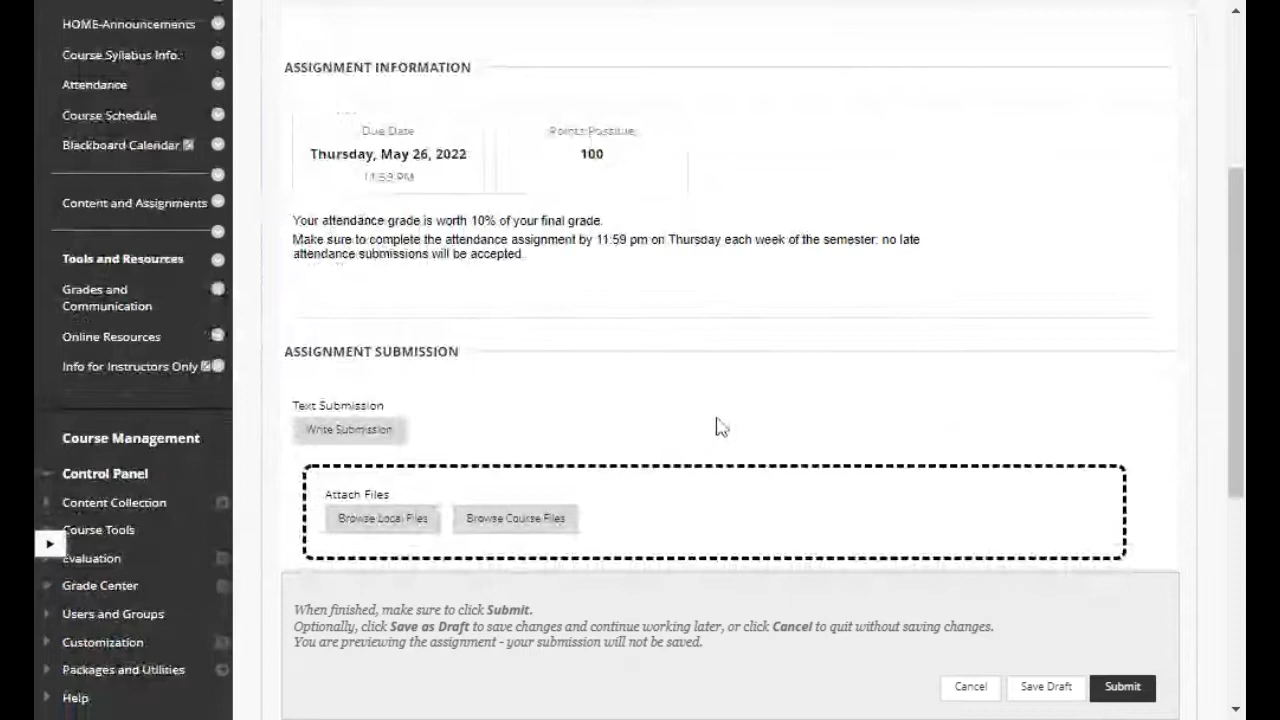 HOME-Announcements
Course Syllabus Info.
Attendance
Course Schedule
Blackboard Calendar
Content and Assignments
Tools and Resources
Grades and
Communication
Online Resources
Info for Instructors Only
Course Management
Control Panel
Content Collection
Course Tools
Evaluation
Grade Center
Users and Groups
Customization
Packages and Utilities
Help
ASSIGNMENT INFORMATION
Due Date
Thursday, May 26, 2022
11:59 PM
Points Possible
100
Your attendance grade is worth 10% of your final grade.
Make sure to complete the attendance assignment by 11:59 pm on Thursday each week of the semester: no late
attendance submissions will be accepted.
ASSIGNMENT SUBMISSION
Text Submission
Write Submission
Attach Files
Browse Local Files
Browse Course Files
When finished, make sure to click Submit.
Optionally, click Save as Draft to save changes and continue working later, or click Cancel to quit without saving changes.
You are previewing the assignment - your submission will not be saved.
Cancel
Save Draft
Submit